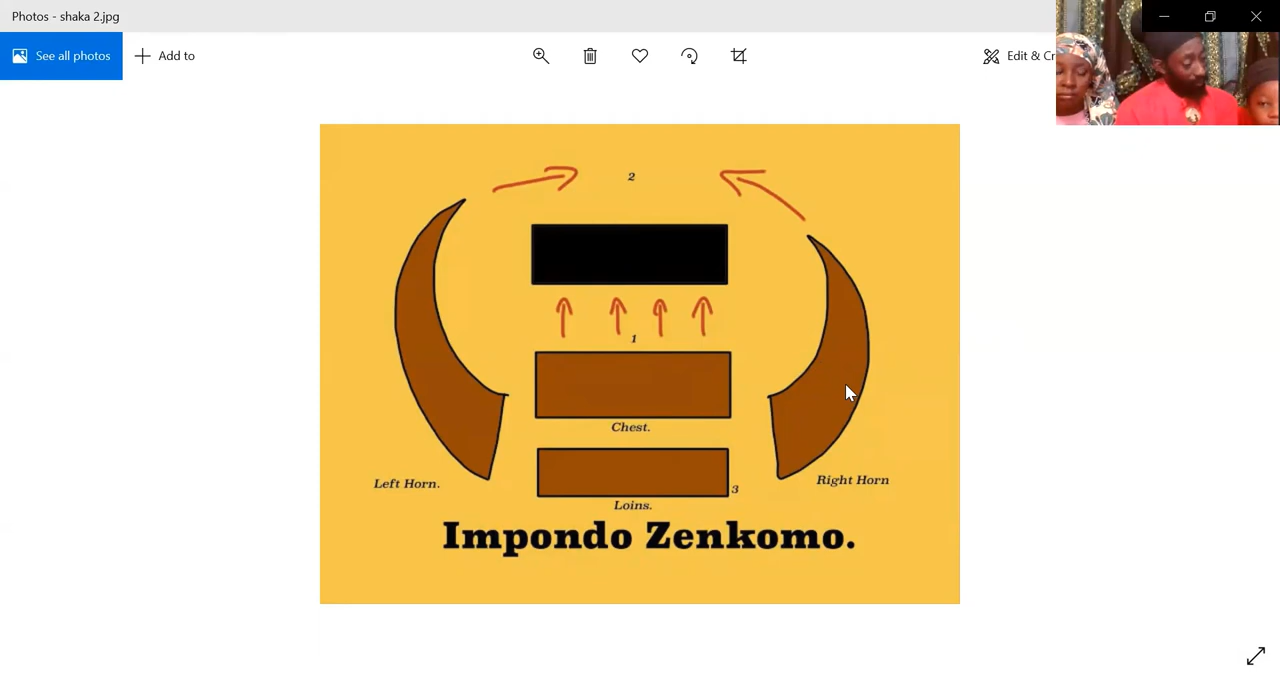 Photos - shaka 2.jpg
See all photos
Add to
Edit & Cr
2
1
Chest.
Left Horn.
Right Horn
3
Loins.
Impondo Zenkomo.